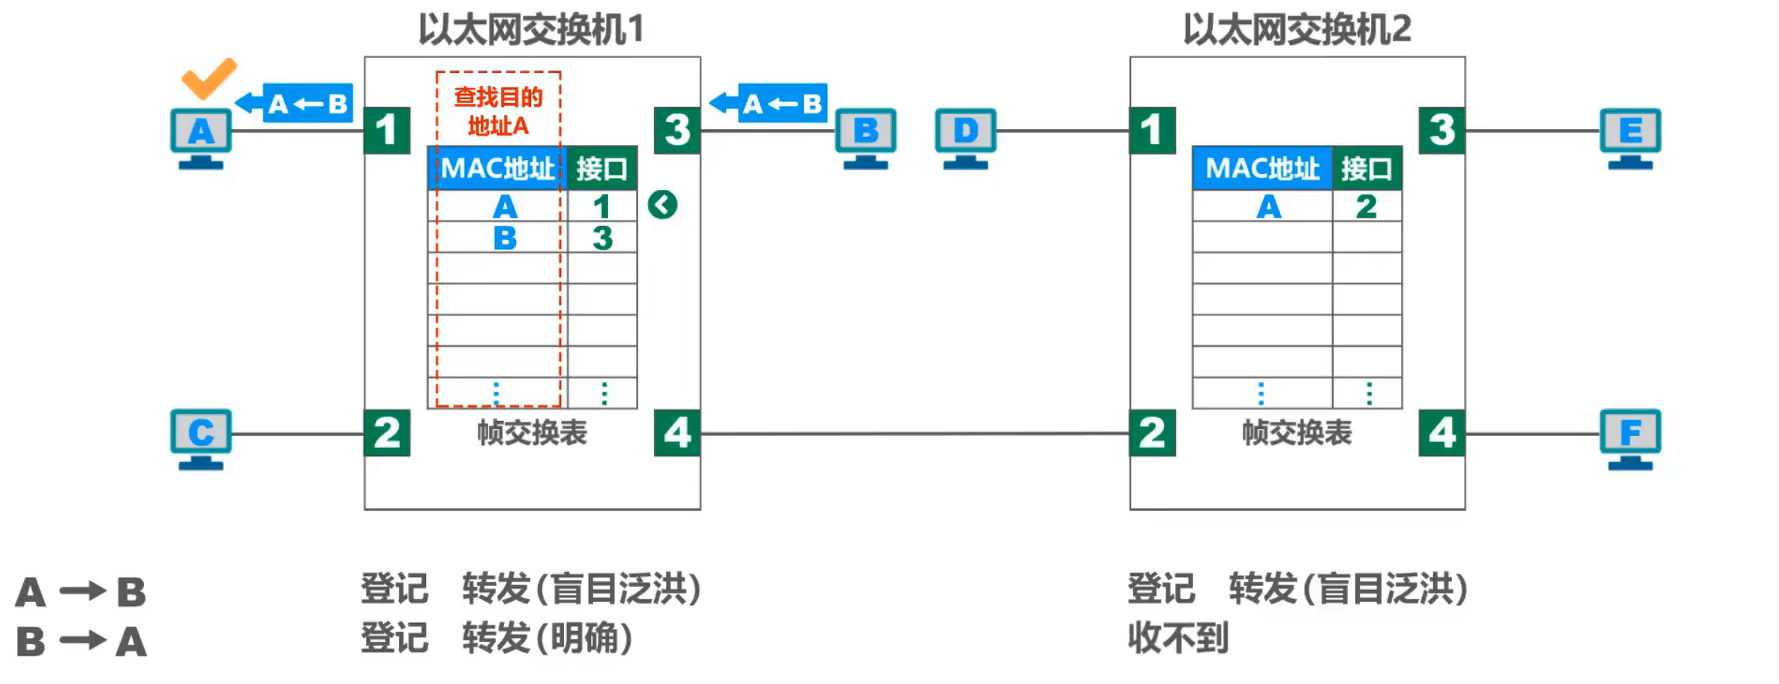 以太网交换机1
以太网交换机2
A←B
A←B
查找目的
地址A
A
1
3
B
D
1
3
E
MAC地址 接口
A 1
B 3
⋮ ⋮
MAC地址 接口
A 2
⋮ ⋮
C
2
帧交换表
4
2
帧交换表
4
F
A→B 登记 转发(盲目泛洪) 登记 转发(盲目泛洪)
B→A 登记 转发(明确) 收不到